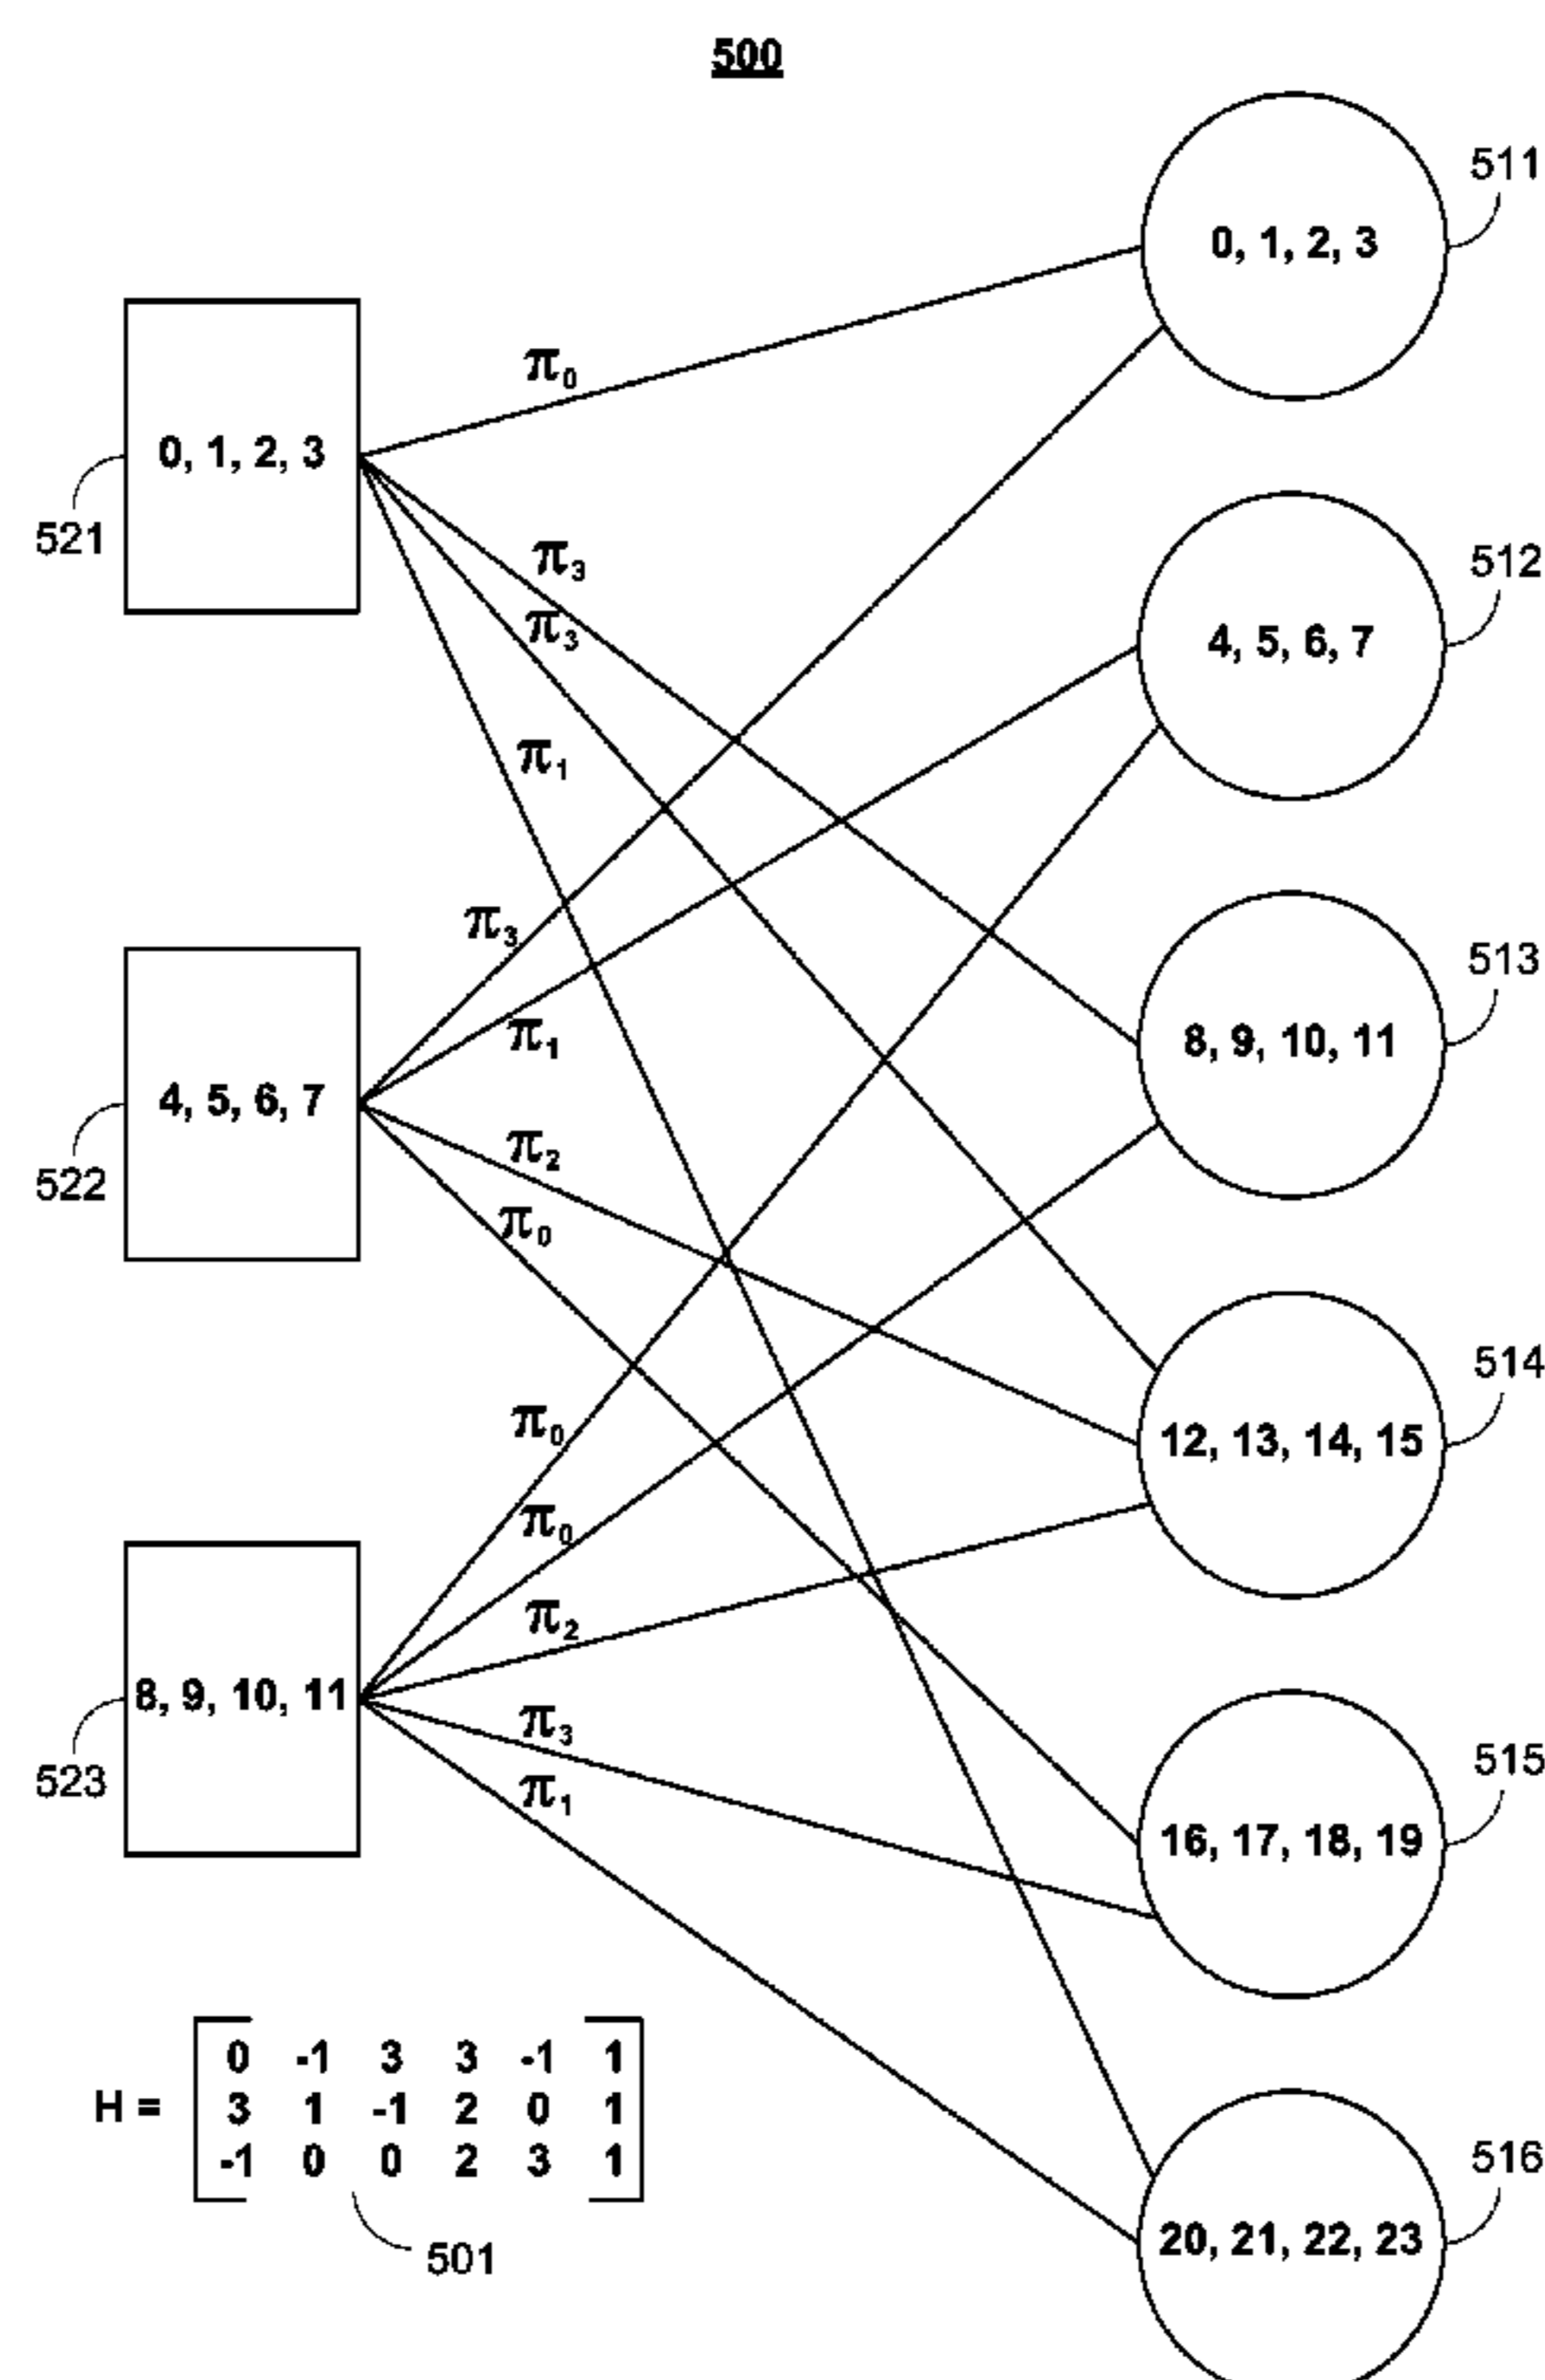 500
511
0, 1, 2, 3
π0
0, 1, 2, 3
521
π3
512
π3
4, 5, 6, 7
π1
π3
513
π1
8, 9, 10, 11
4, 5, 6, 7
π2
522
π0
514
π0
12, 13, 14, 15
π0
π2
8, 9, 10, 11
π3
515
523
π1
16, 17, 18, 19
H =
0 -1 3 3 -1 1
3 1 -1 2 0 1
-1 0 0 2 3 1
516
20, 21, 22, 23
501